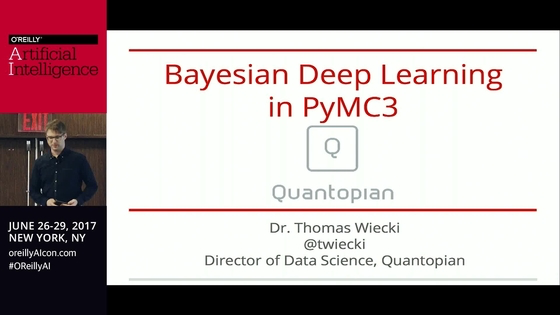 O'REILLY
Artificial
Intelligence
EXIT
JUNE 26-29, 2017
NEW YORK, NY
oreillyAIcon.com
#OReillyAI
Bayesian Deep Learning
in PyMC3
Q
Quantopian
Dr. Thomas Wiecki
@twiecki
Director of Data Science, Quantopian